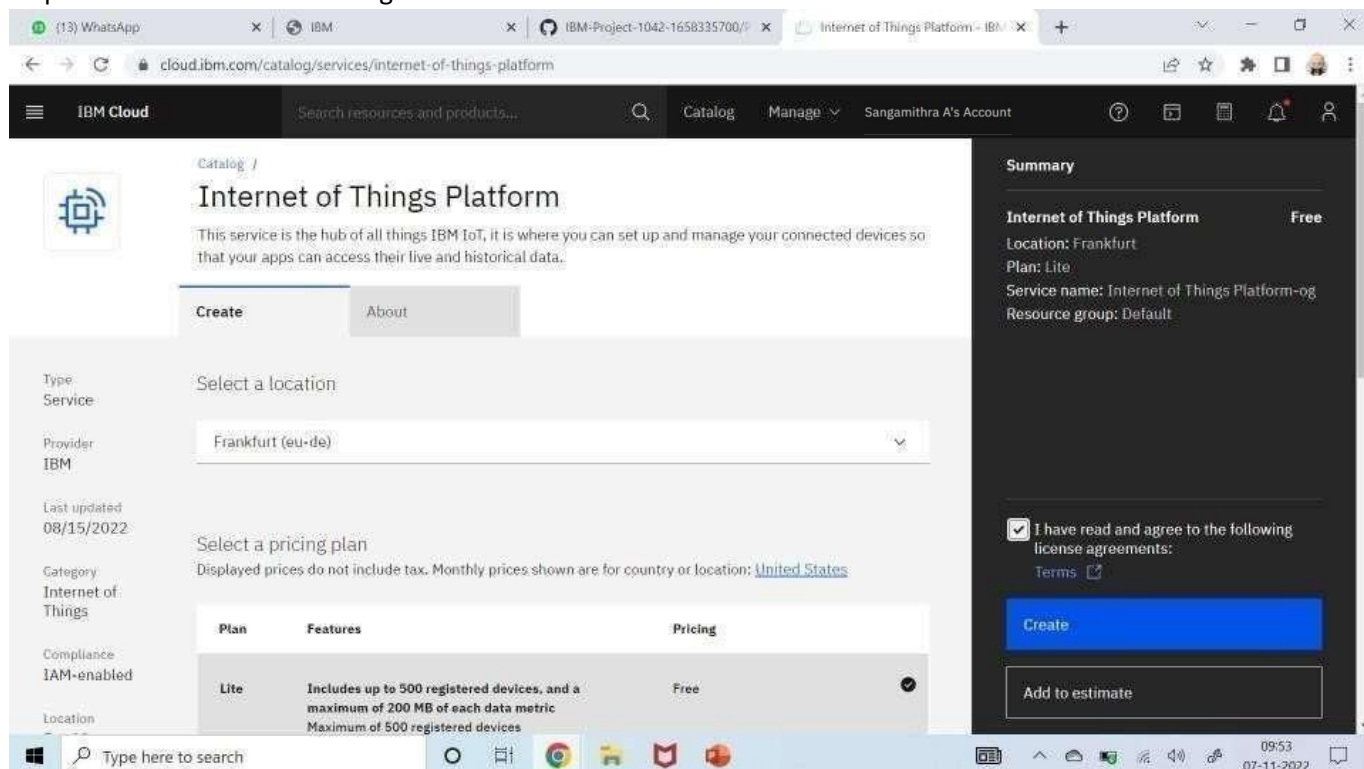 (13) WhatsApp
IBM
IBM-Project-1042-1658335700/
Internet of Things Platform - IBM
cloud.ibm.com/catalog/services/internet-of-things-platform
IBM Cloud
Search resources and products...
Catalog
Manage
Sangamithra A's Account
Catalog /
Internet of Things Platform
This service is the hub of all things IBM IoT, it is where you can set up and manage your connected devices so
that your apps can access their live and historical data.
Create
About
Type
Service
Provider
IBM
Last updated
08/15/2022
Category
Internet of
Things
Compliance
IAM-enabled
Location
Select a location
Frankfurt (eu-de)
Select a pricing plan
Displayed prices do not include tax. Monthly prices shown are for country or location: United States
Plan Features Pricing
Lite Includes up to 500 registered devices, and a Free
maximum of 200 MB of each data metric
Maximum of 500 registered devices
Summary
Internet of Things Platform Free
Location: Frankfurt
Plan: Lite
Service name: Internet of Things Platform-og
Resource group: Default
I have read and agree to the following
license agreements:
Terms
Create
Add to estimate
Type here to search
09:53
07-11-2022